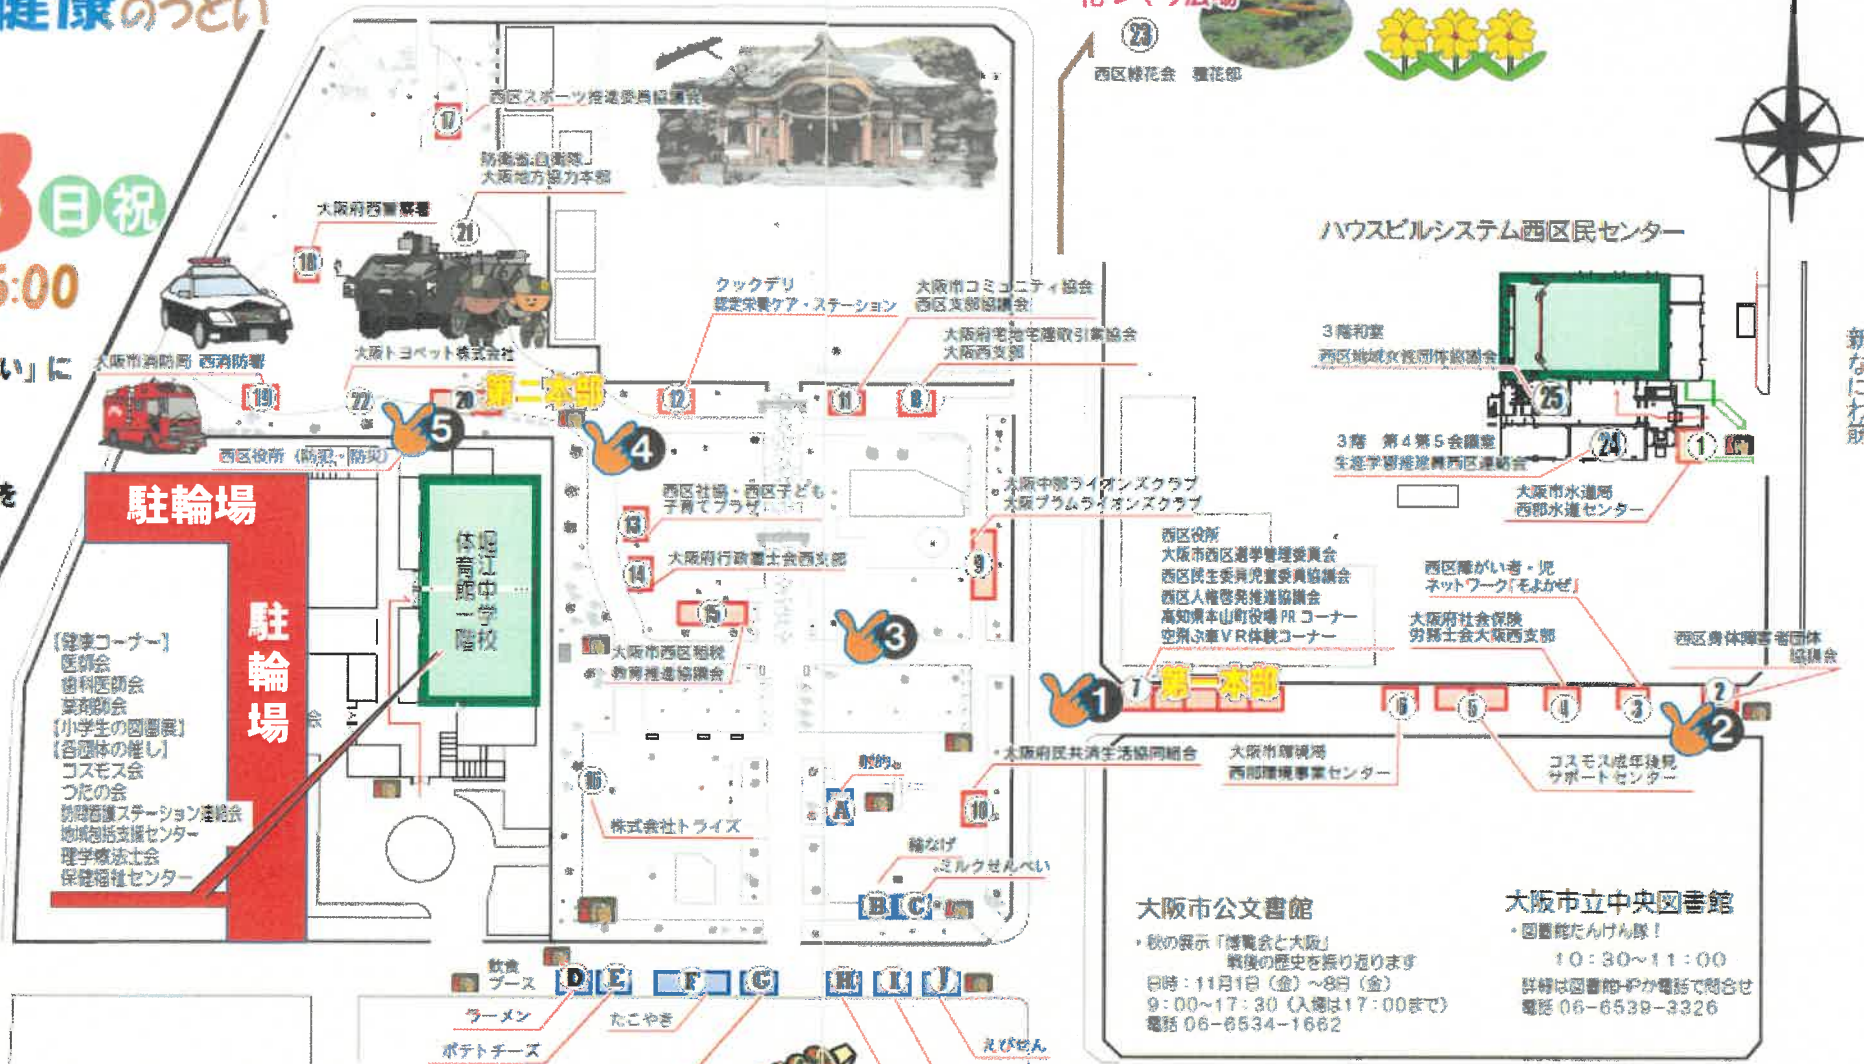 健康のつどい
日 祝
:00
い」に
を
23
西区緑花会 種花部
17
西区スポーツ推進委員協議会
防衛省 自衛隊
大阪地方協力本部
21
大阪府西警察署
18
大阪市消防局 西消防署
19
大阪トヨペット株式会社
22
20
第二本部
西区役所(防犯・防災)
5
4
クックデリ
認定栄養ケア・ステーション
12
大阪市コミュニティ協会
西区支部協議会
11
大阪府宅地宅建取引業協会
大阪西支部
8
ハウスビルシステム西区民センター
3階和室
西区地域女性団体協議会
25
3階 第4第5会議室
生涯学習推進員西区連絡会
24
1
大阪市水道局
西部水道センター
駐輪場
駐輪場
堀江中学校
体育館一階
【健康コーナー】
医師会
歯科医師会
薬剤師会
【小学生の図画展】
【各団体の催し】
コスモス会
つたの会
訪問看護ステーション連絡会
地域包括支援センター
理学療法士会
保健福祉センター
西区社協・西区子ども・
子育てプラザ
13
大阪府行政書士会西支部
14
15
大阪市西区租税
教育推進協議会
3
大阪中部ライオンズクラブ
大阪プラムライオンズクラブ
9
西区役所
大阪市西区選挙管理委員会
西区民生委員児童委員協議会
西区人権啓発推進協議会
高知県本山町役場PRコーナー
空飛ぶ車VR体験コーナー
1
7
第一本部
西区障がい者・児
ネットワーク「そよかぜ」
大阪府社会保険
労務士会大阪西支部
西区身体障害者団体
協議会
6
5
4
3
2
2
大阪市環境局
西部環境事業センター
コスモス成年後見
サポートセンター
16
株式会社トライズ
射的
A
大阪府民共済生活協同組合
10
輪なげ
ミルクせんべい
B
C
飲食
ブース
D
E
F
G
H
I
J
ラーメン
たこやき
ポテトチーズ
えびせん
大阪市公文書館
・秋の展示「博覧会と大阪」
戦後の歴史を振り返ります
日時:11月1日(金)~8日(金)
9:00~17:30(入場は17:00まで)
電話 06-6534-1662
大阪市立中央図書館
・図書館たんけん隊!
10:30~11:00
詳細は図書館HPか電話で問合せ
電話 06-6539-3326